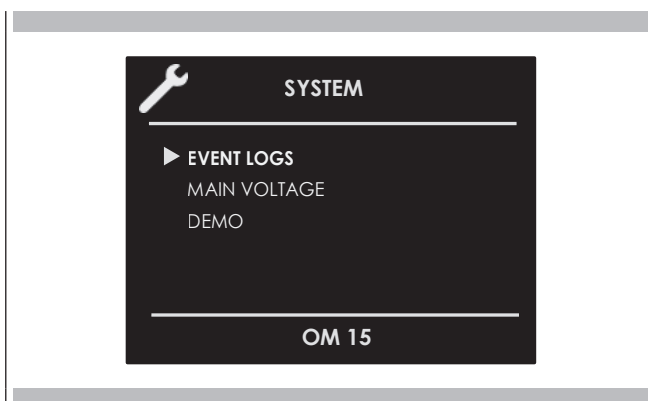 SYSTEM
EVENT LOGS
MAIN VOLTAGE
DEMO
OM 15